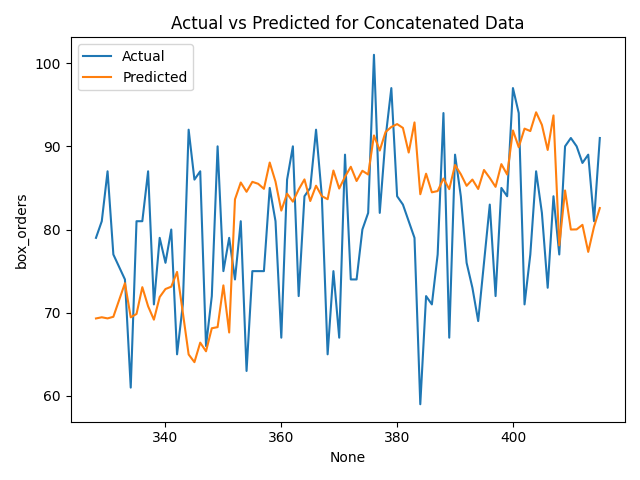 Actual vs Predicted for Concatenated Data
Actual
Predicted
100
90
80
70
60
box_orders
340
360
380
400
None